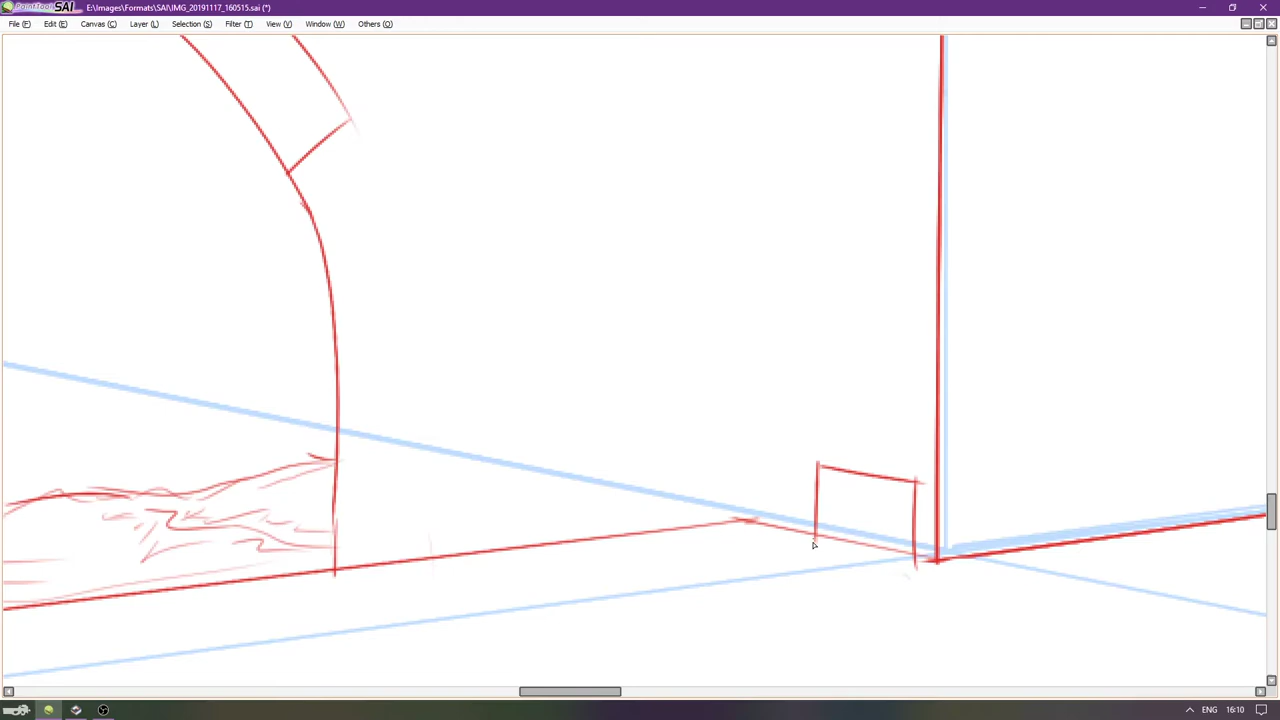 PaintTool SAI E:\Images\Formats\SAI\IMG_20191117_160515.sai (*)
File (F) Edit (E) Canvas (C) Layer (L) Selection (S) Filter (T) View (V) Window (W) Others (O)
ENG 16:10